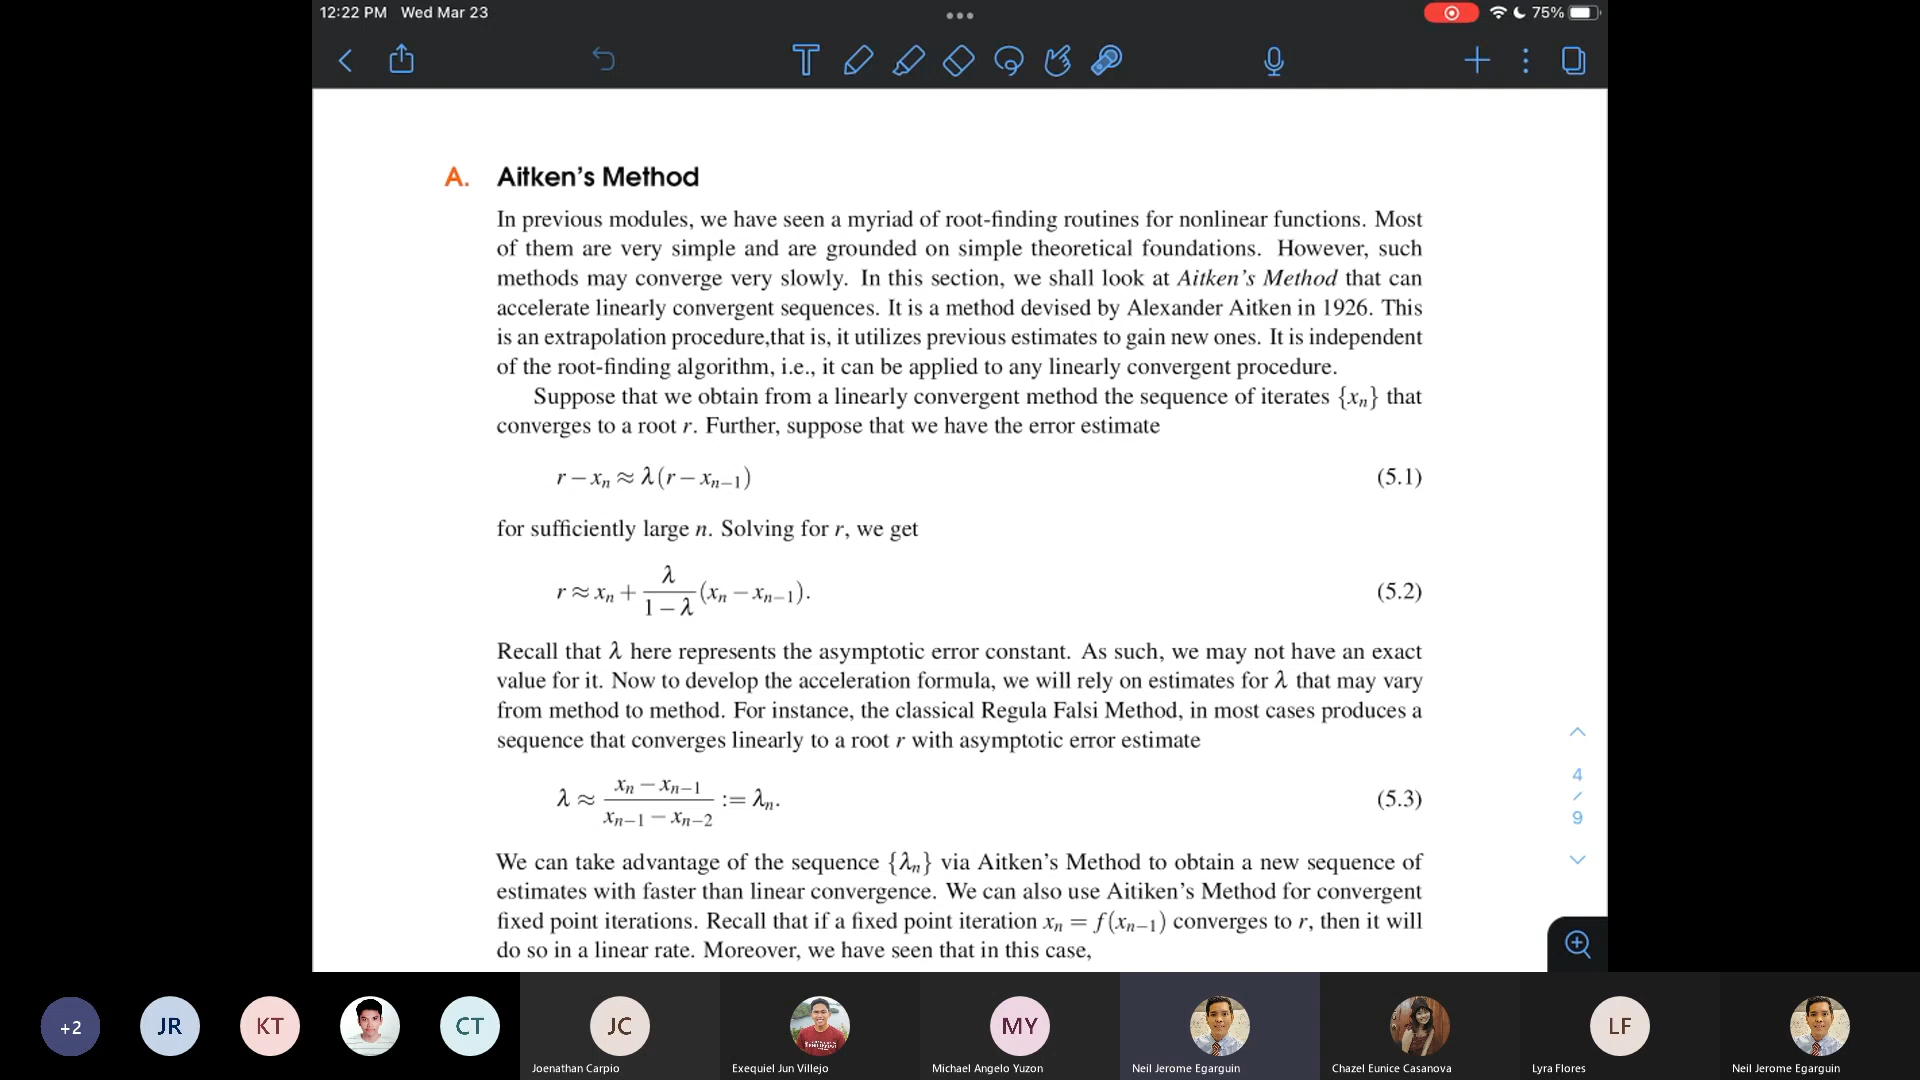 12:22 PM Wed Mar 23
75%
A. Aitken's Method
In previous modules, we have seen a myriad of root-finding routines for nonlinear functions. Most
of them are very simple and are grounded on simple theoretical foundations. However, such
methods may converge very slowly. In this section, we shall look at Aitken's Method that can
accelerate linearly convergent sequences. It is a method devised by Alexander Aitken in 1926. This
is an extrapolation procedure,that is, it utilizes previous estimates to gain new ones. It is independent
of the root-finding algorithm, i.e., it can be applied to any linearly convergent procedure.
Suppose that we obtain from a linearly convergent method the sequence of iterates {xₙ} that
converges to a root r. Further, suppose that we have the error estimate
r − xₙ ≈ λ(r − xₙ₋₁) (5.1)
for sufficiently large n. Solving for r, we get
r ≈ xₙ + λ/(1 − λ) (xₙ − xₙ₋₁). (5.2)
Recall that λ here represents the asymptotic error constant. As such, we may not have an exact
value for it. Now to develop the acceleration formula, we will rely on estimates for λ that may vary
from method to method. For instance, the classical Regula Falsi Method, in most cases produces a
sequence that converges linearly to a root r with asymptotic error estimate
λ ≈ (xₙ − xₙ₋₁)/(xₙ₋₁ − xₙ₋₂) := λₙ. (5.3)
We can take advantage of the sequence {λₙ} via Aitken's Method to obtain a new sequence of
estimates with faster than linear convergence. We can also use Aitiken's Method for convergent
fixed point iterations. Recall that if a fixed point iteration xₙ = f(xₙ₋₁) converges to r, then it will
do so in a linear rate. Moreover, we have seen that in this case,
4
/
9
+2 JR KT CT JC MY LF
Joenathan Carpio Exequiel Jun Villejo Michael Angelo Yuzon Neil Jerome Egarguin Chazel Eunice Casanova Lyra Flores Neil Jerome Egarguin